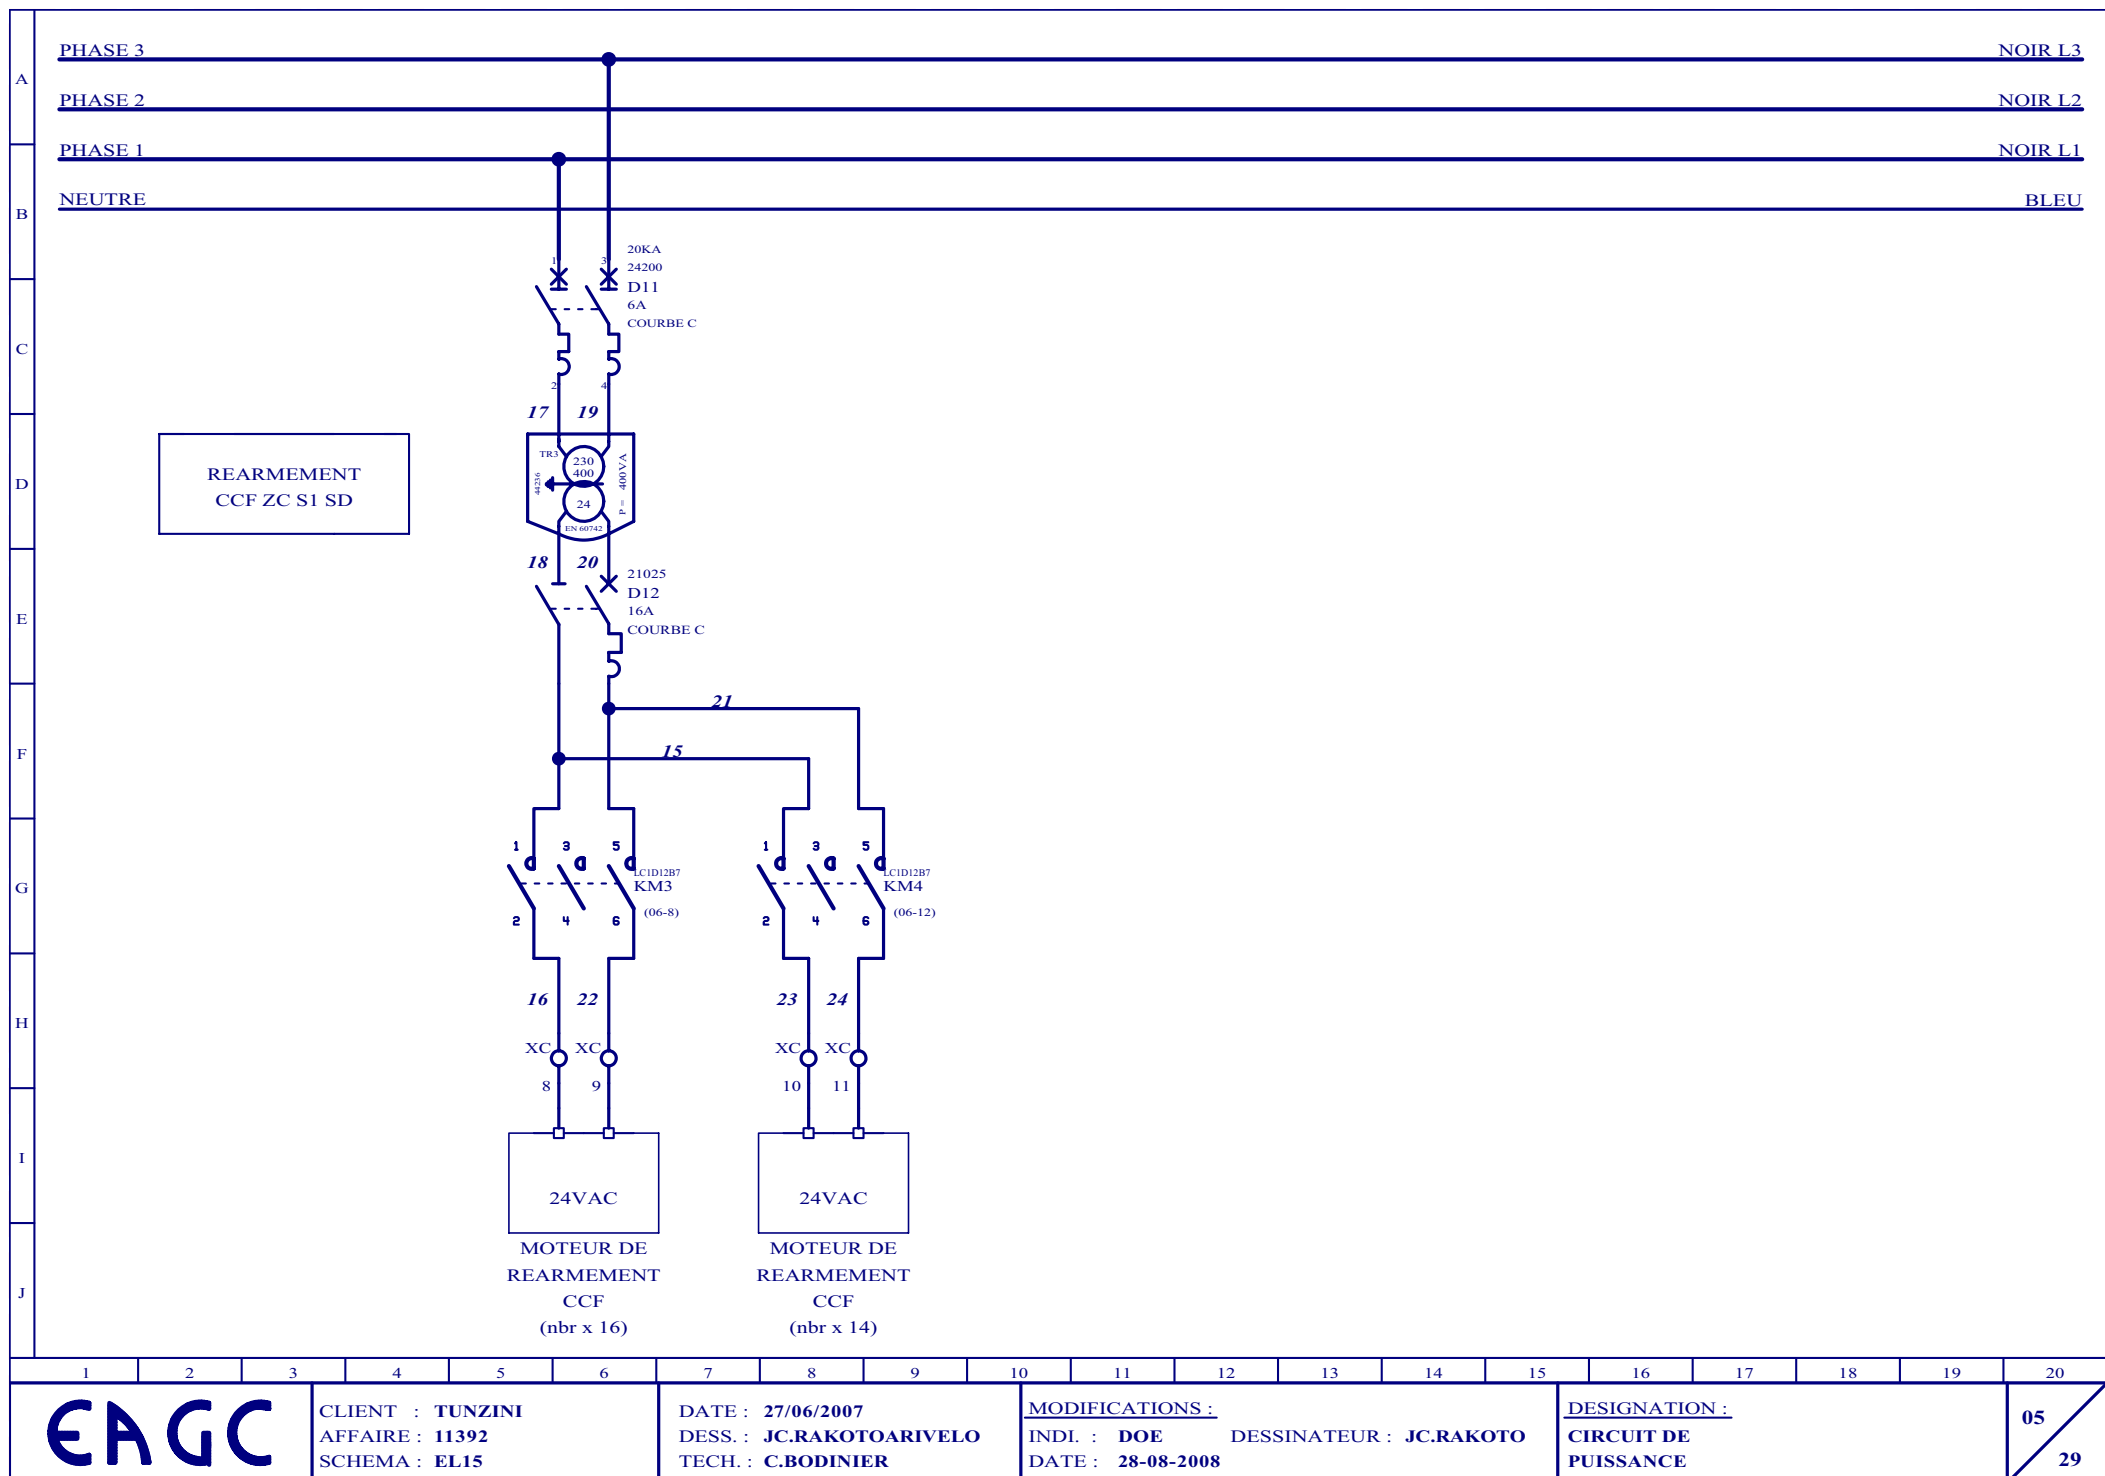 PHASE 3 NOIR L3
A
PHASE 2 NOIR L2
PHASE 1 NOIR L1
NEUTRE BLEU
B
20KA
1 3
24200
D11
6A
COURBE C
C
2 4
17 19
TR3
230
400
44236
P = 400VA
24
EN 60742
REARMEMENT
CCF ZC S1 SD
D
18 20
21025
D12
16A
COURBE C
E
21
15
F
1 3 5
LC1D12B7
KM3
(06-8)
2 4 6
1 3 5
LC1D12B7
KM4
(06-12)
2 4 6
G
16 22 23 24
H
XC XC XC XC
8 9 10 11
I
24VAC 24VAC
MOTEUR DE
REARMEMENT
CCF
(nbr x 16)
MOTEUR DE
REARMEMENT
CCF
(nbr x 14)
J
1 2 3 4 5 6 7 8 9 10 11 12 13 14 15 16 17 18 19 20
EAGC
CLIENT : TUNZINI
AFFAIRE : 11392
SCHEMA : EL15
DATE : 27/06/2007
DESS. : JC.RAKOTOARIVELO
TECH. : C.BODINIER
MODIFICATIONS :
INDI. : DOE DESSINATEUR : JC.RAKOTO
DATE : 28-08-2008
DESIGNATION :
CIRCUIT DE
PUISSANCE
05
29